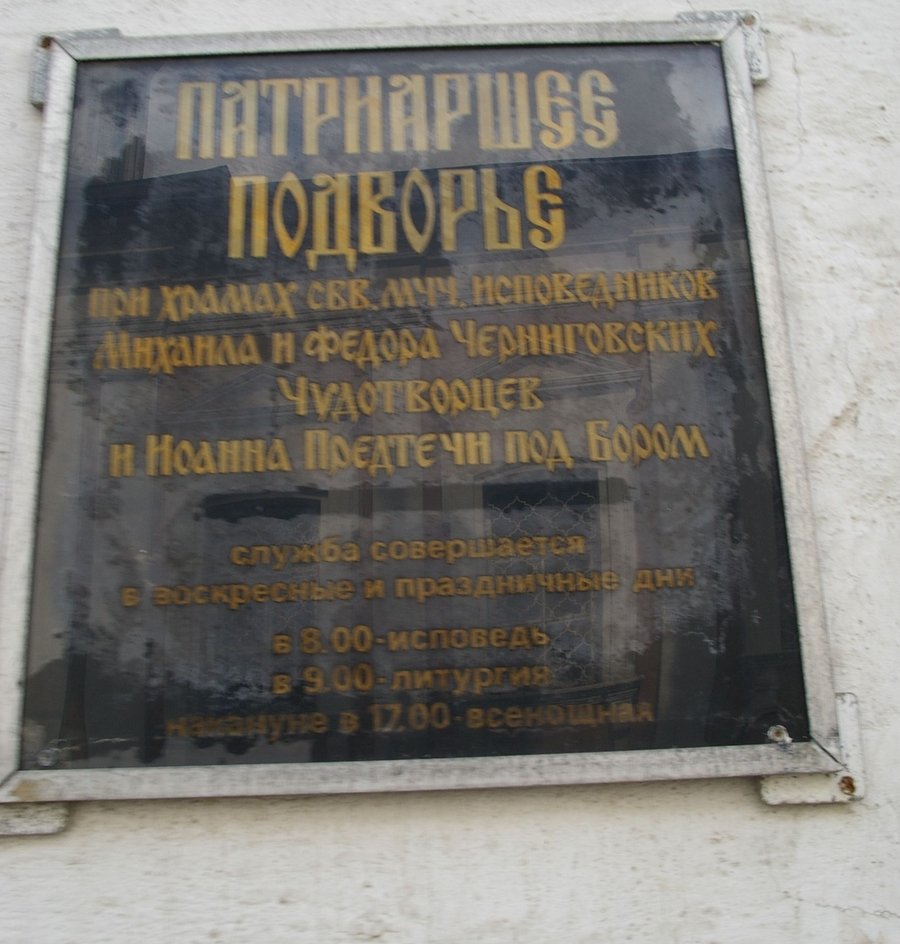 ПАТРИАРШЕЕ
ПОДВОРЬЕ
при храмах свв. мчч. исповедников
Михаила и Федора Черниговских
Чудотворцев
и Иоанна Предтечи под Бором
служба совершается
в воскресные и праздничные дни
в 8.00-исповедь
в 9.00-литургия
накануне в 17.00-всенощная